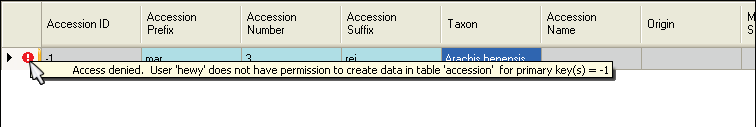 Accession ID Accession Prefix Accession Number Accession Suffix Taxon Accession Name Origin M S
-1 mar 3 rei Arachis benensis
Access denied. User 'hewy' does not have permission to create data in table 'accession' for primary key(s) = -1